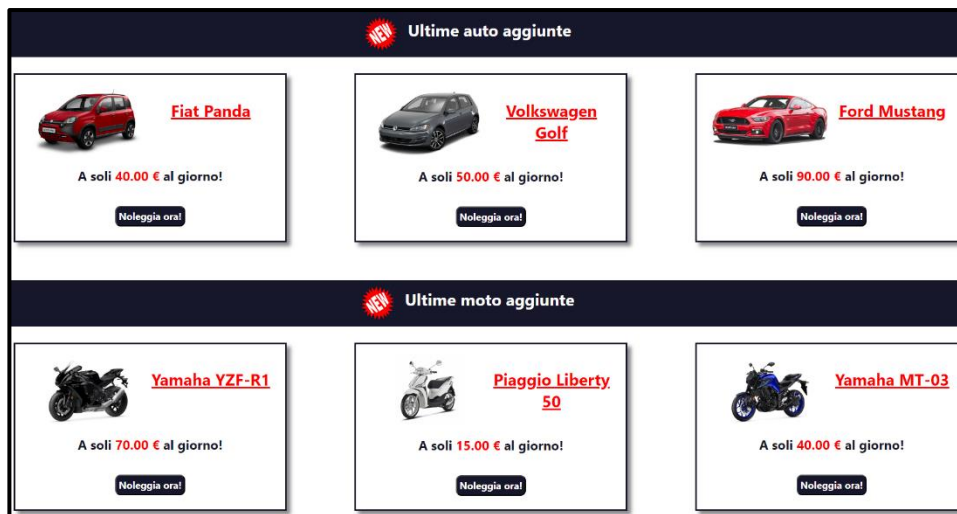 NEW Ultime auto aggiunte
Fiat Panda
A soli 40.00 € al giorno!
Noleggia ora!
Volkswagen
Golf
A soli 50.00 € al giorno!
Noleggia ora!
Ford Mustang
A soli 90.00 € al giorno!
Noleggia ora!
NEW Ultime moto aggiunte
Yamaha YZF-R1
A soli 70.00 € al giorno!
Noleggia ora!
Piaggio Liberty
50
A soli 15.00 € al giorno!
Noleggia ora!
Yamaha MT-03
A soli 40.00 € al giorno!
Noleggia ora!